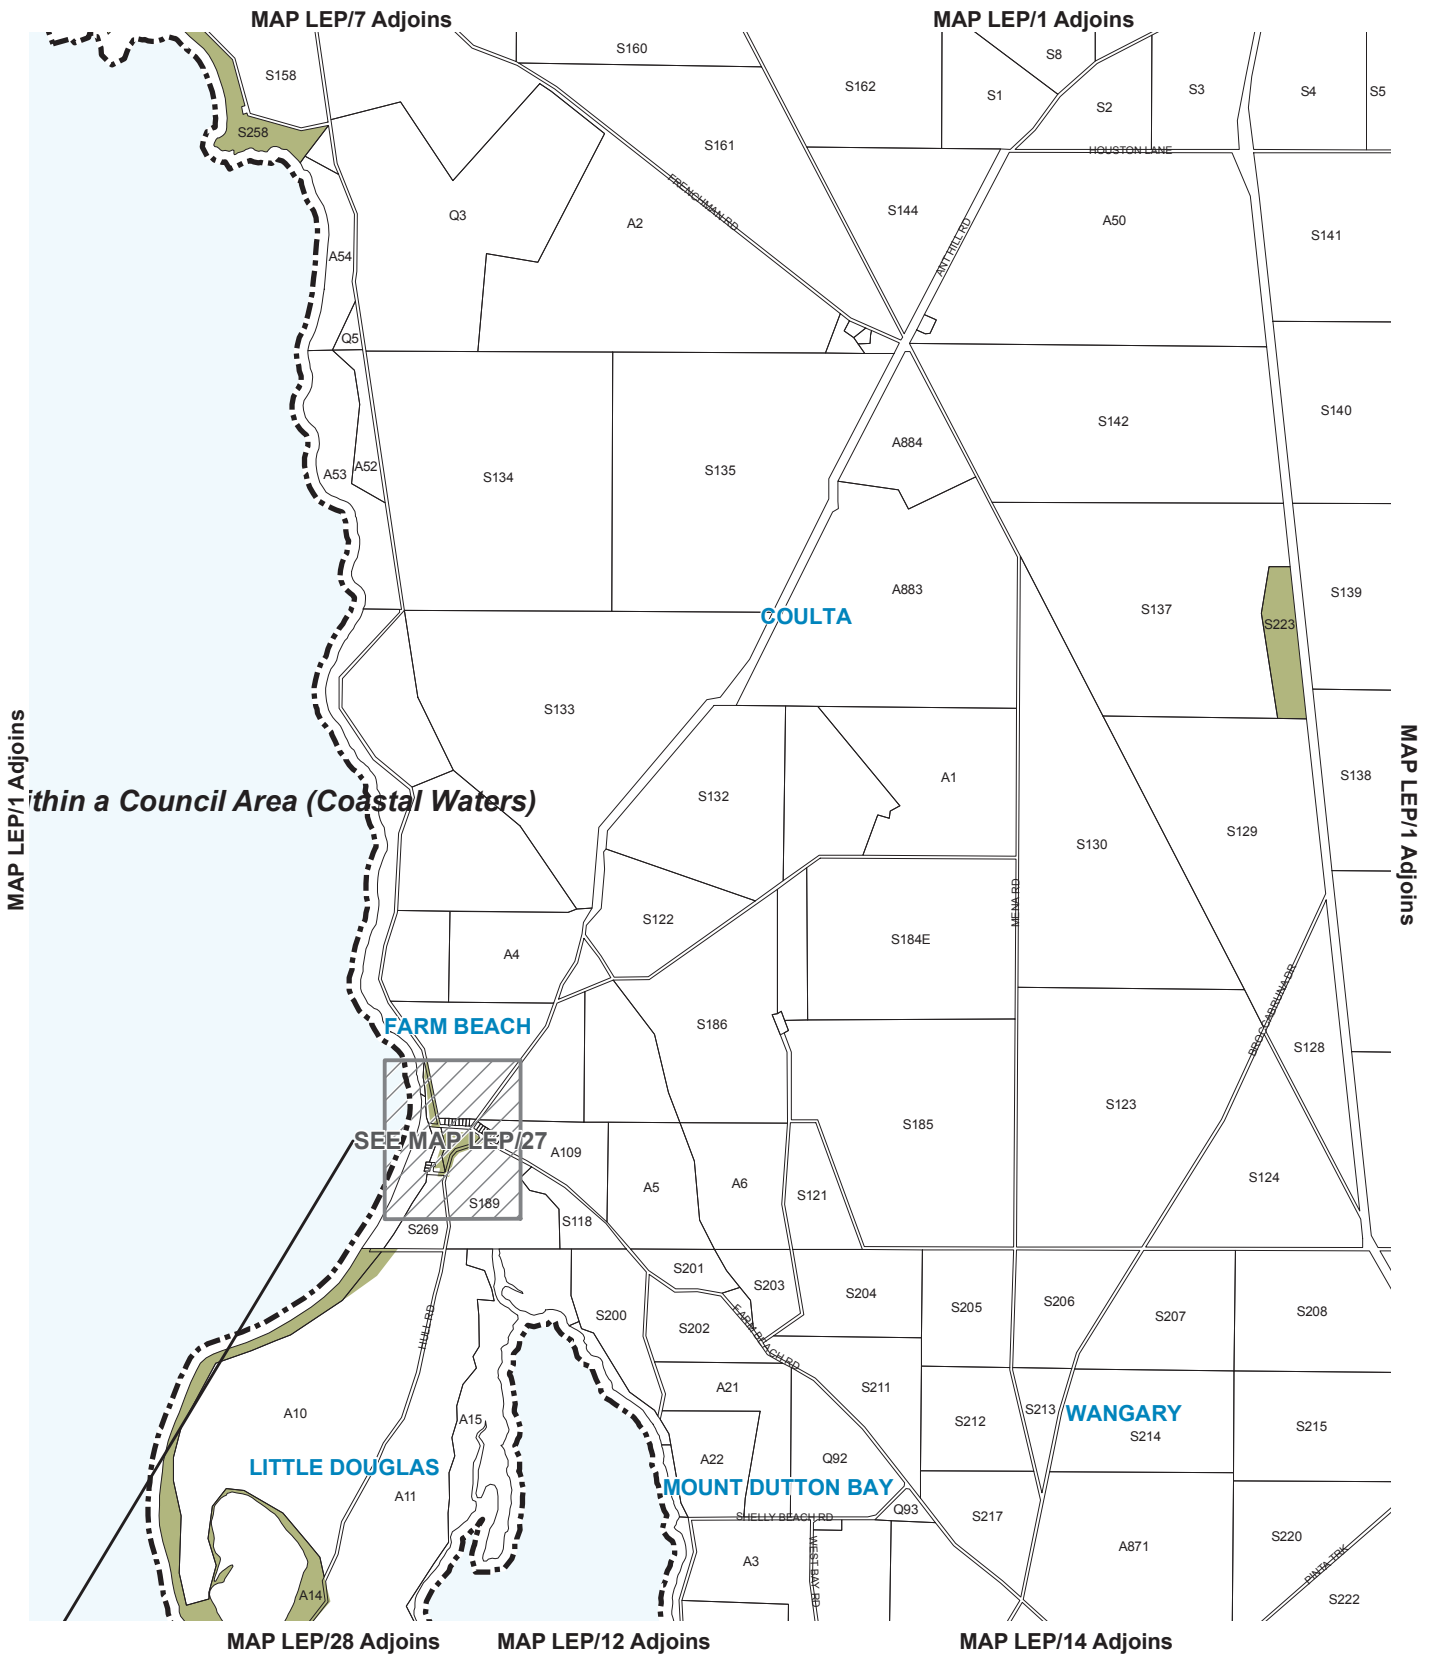 MAP LEP/7 Adjoins
MAP LEP/1 Adjoins
S160
S8
S158
S162
S1
S2
S3
S4
S5
S258
S161
HOUSTON LANE
FRENCHMAN RD
Q3
A2
S144
ANT HILL RD
A50
S141
A54
Q5
S142
S140
A884
A53
A52
S134
S135
A883
S137
S139
COULTA
S223
S133
MAP LEP/1 Adjoins
MAP LEP/1 Adjoins
A1
S138
ithin a Council Area (Coastal Waters)
S132
S130
S129
MENA RD
S122
S184E
A4
BROCCABRUNA DR
FARM BEACH
S186
S128
S123
S185
SEE MAP LEP/27
A109
A5
A6
S121
S124
S189
S118
S269
S201
S203
S204
S205
S206
S207
S208
HULL RD
S200
S202
FARM BEACH RD
A21
S211
A10
A15
S212
S213
WANGARY
S214
S215
LITTLE DOUGLAS
A22
Q92
A11
MOUNT DUTTON BAY
SHELLY BEACH RD
Q93
S217
S220
A871
A3
WEST BAY RD
PINTA TRK
A14
S222
MAP LEP/28 Adjoins
MAP LEP/12 Adjoins
MAP LEP/14 Adjoins